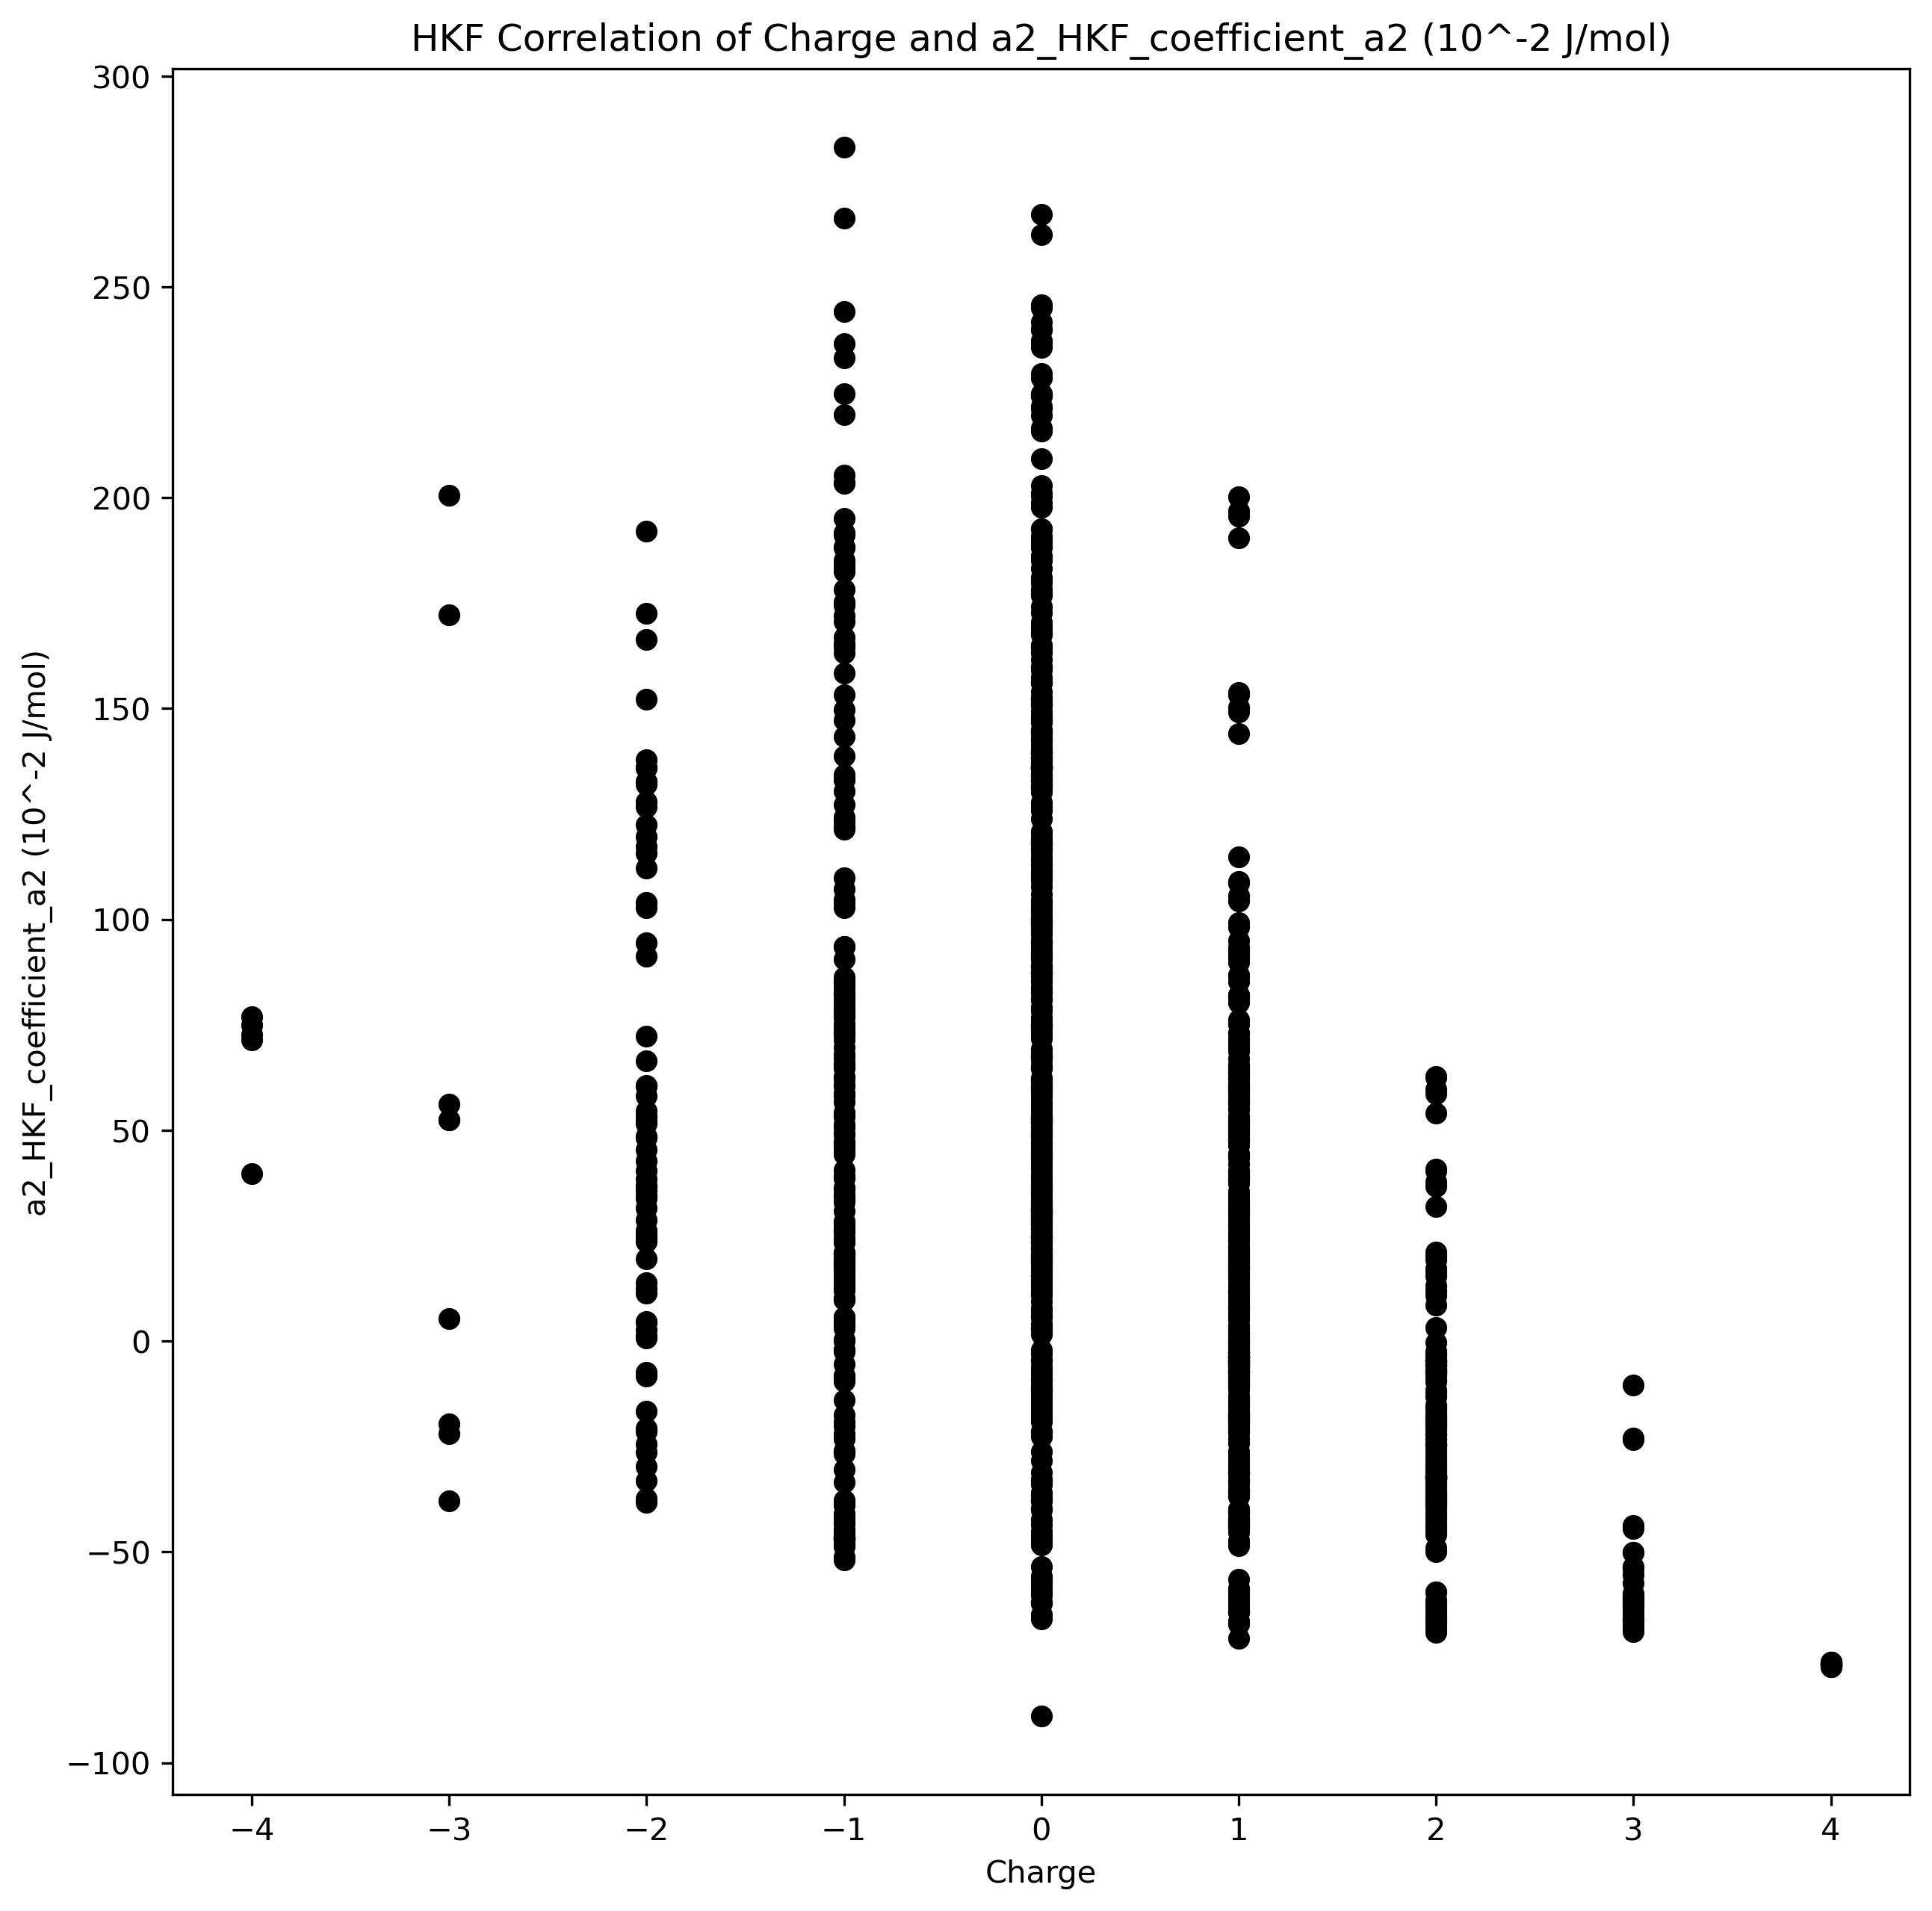 HKF Correlation of Charge and a2_HKF_coefficient_a2 (10^-2 J/mol)
a2_HKF_coefficient_a2 (10^-2 J/mol)
300
250
200
150
100
50
0
−50
−100
−4 −3 −2 −1 0 1 2 3 4
Charge